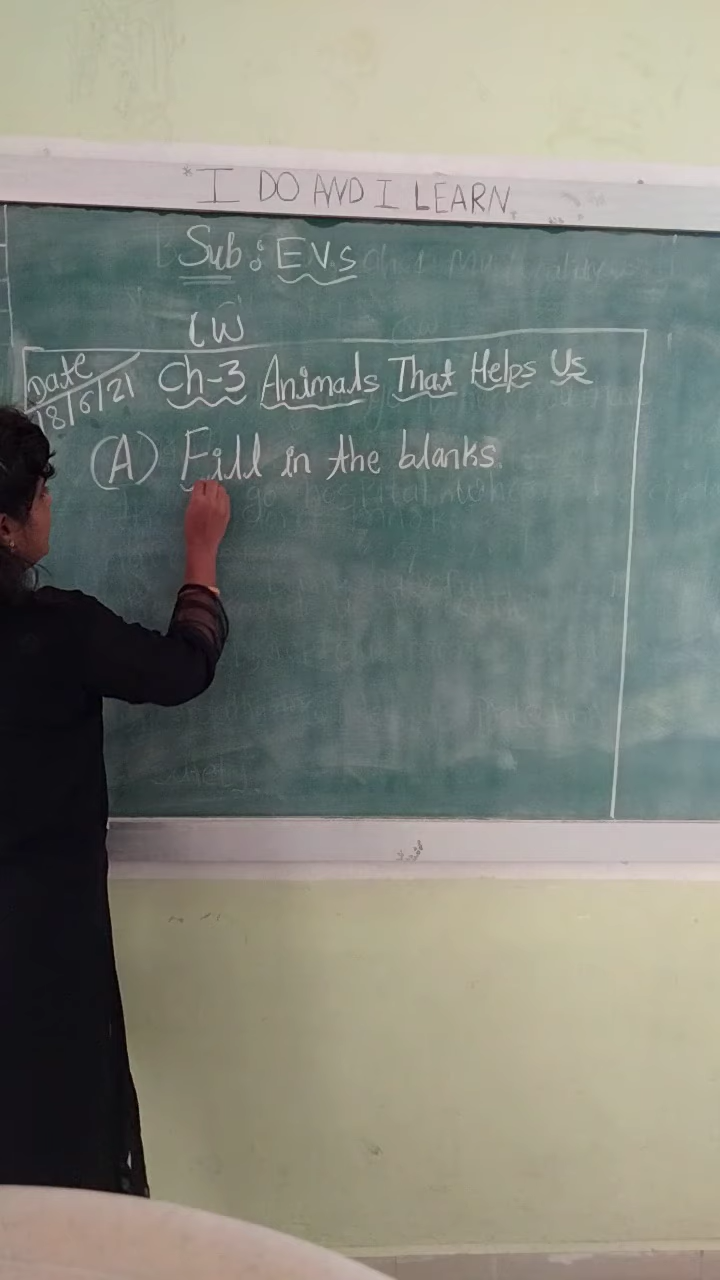 I DO AND I LEARN
Sub : EVS
CW
Date
18/6/21
Ch-3 Animals That Helps Us
(A) Fill in the blanks